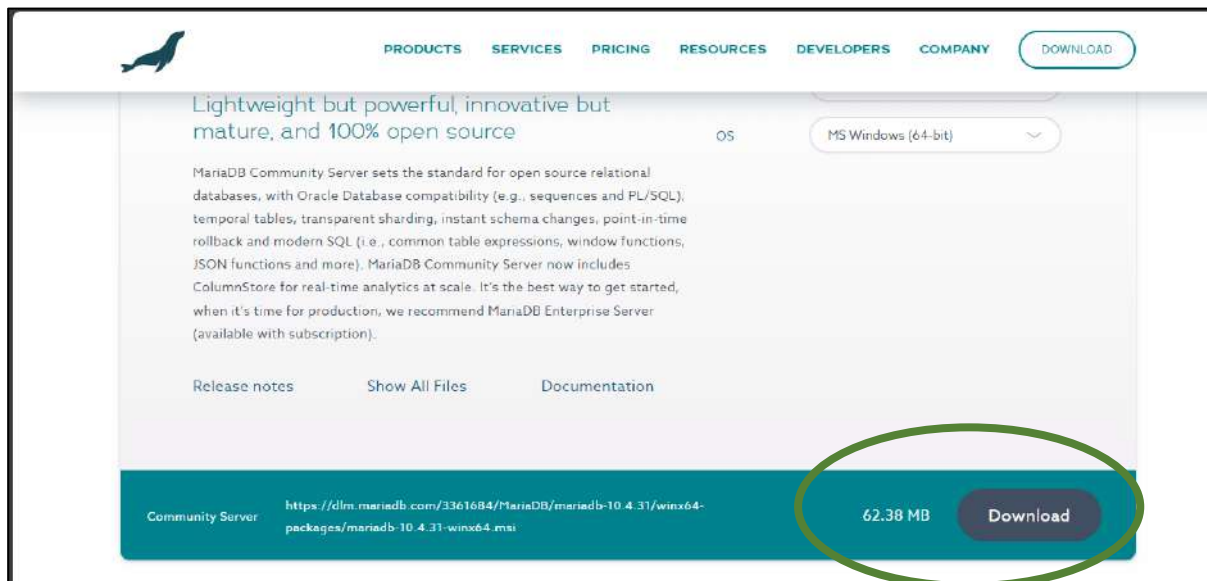 PRODUCTS SERVICES PRICING RESOURCES DEVELOPERS COMPANY DOWNLOAD
Lightweight but powerful, innovative but
mature, and 100% open source
OS MS Windows (64-bit)
MariaDB Community Server sets the standard for open source relational
databases, with Oracle Database compatibility (e.g., sequences and PL/SQL),
temporal tables, transparent sharding, instant schema changes, point-in-time
rollback and modern SQL (i.e., common table expressions, window functions,
JSON functions and more). MariaDB Community Server now includes
ColumnStore for real-time analytics at scale. It's the best way to get started,
when it's time for production, we recommend MariaDB Enterprise Server
(available with subscription).
Release notes Show All Files Documentation
Community Server
https://dlm.mariadb.com/3361684/MariaDB/mariadb-10.4.31/winx64-
packages/mariadb-10.4.31-winx64.msi
62.38 MB Download